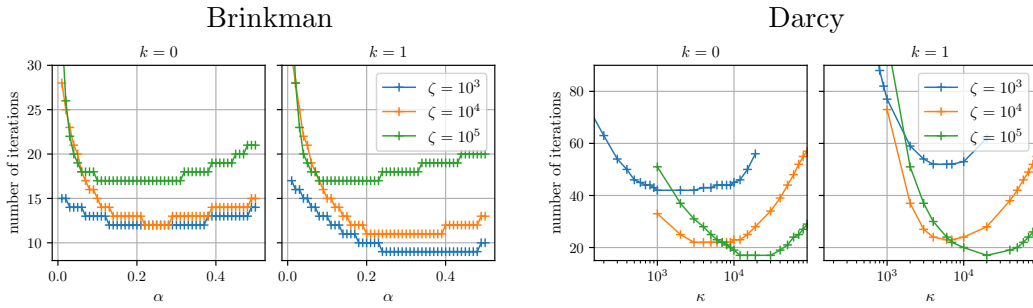 Brinkman
Darcy
k = 0
k = 1
k = 0
k = 1
number of iterations
30
25
20
15
10
0.0
0.2
0.4
α
0.0
0.2
0.4
α
ζ = 10³
ζ = 10⁴
ζ = 10⁵
number of iterations
80
60
40
20
10³
10⁴
κ
10³
10⁴
κ
ζ = 10³
ζ = 10⁴
ζ = 10⁵